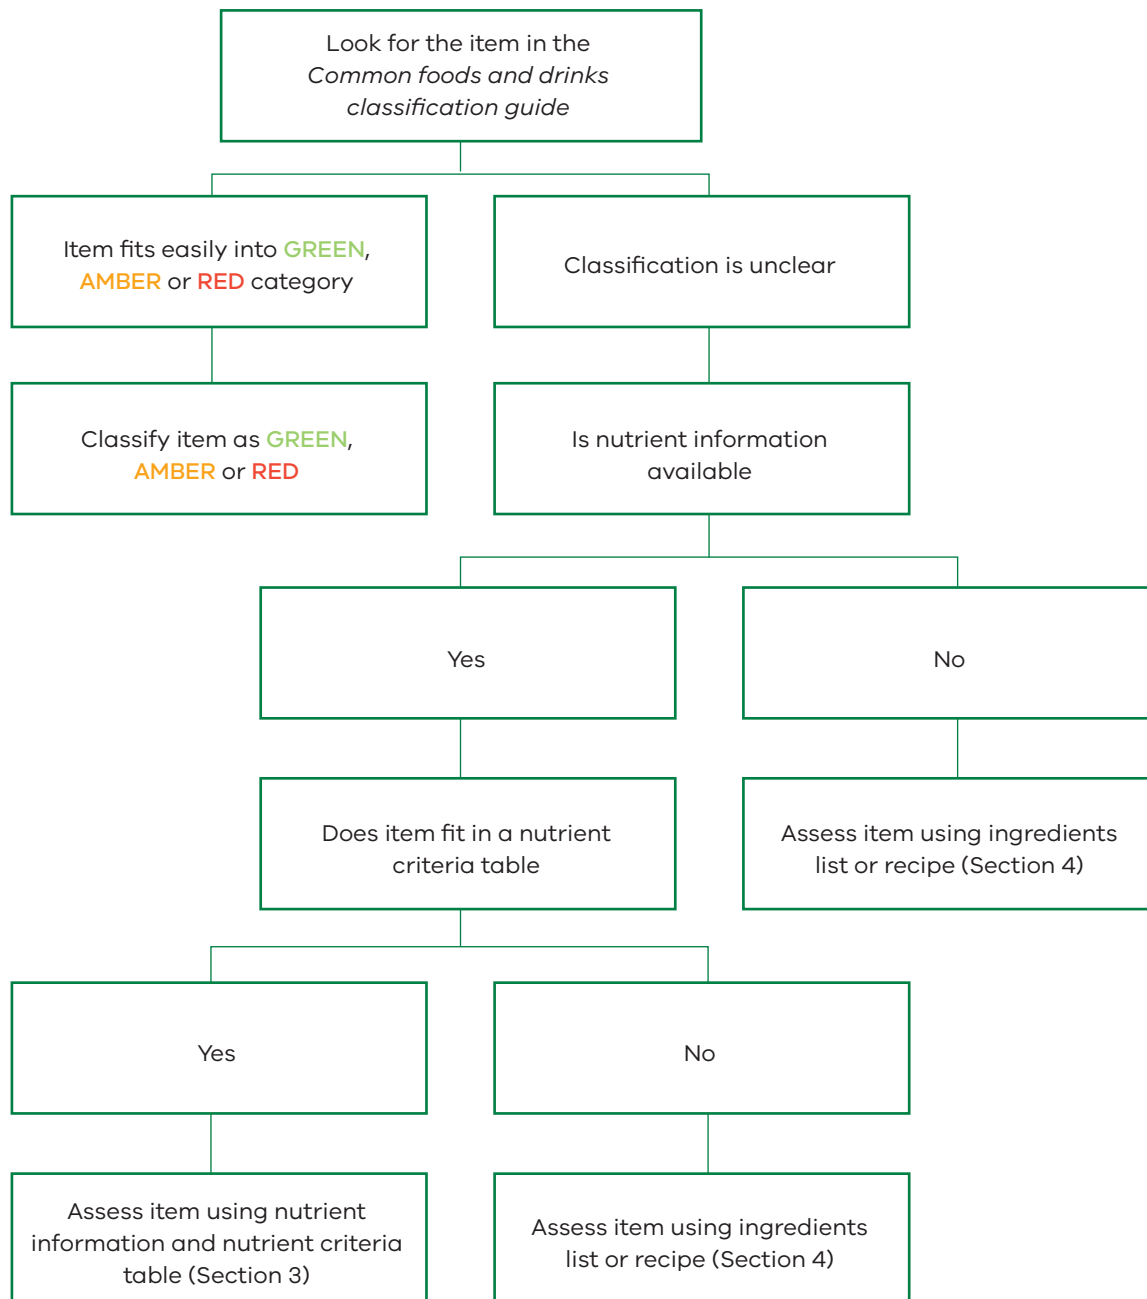 Look for the item in the
Common foods and drinks
classification guide
Item fits easily into GREEN,
AMBER or RED category
Classification is unclear
Classify item as GREEN,
AMBER or RED
Is nutrient information
available
Yes
No
Does item fit in a nutrient
criteria table
Assess item using ingredients
list or recipe (Section 4)
Yes
No
Assess item using nutrient
information and nutrient criteria
table (Section 3)
Assess item using ingredients
list or recipe (Section 4)